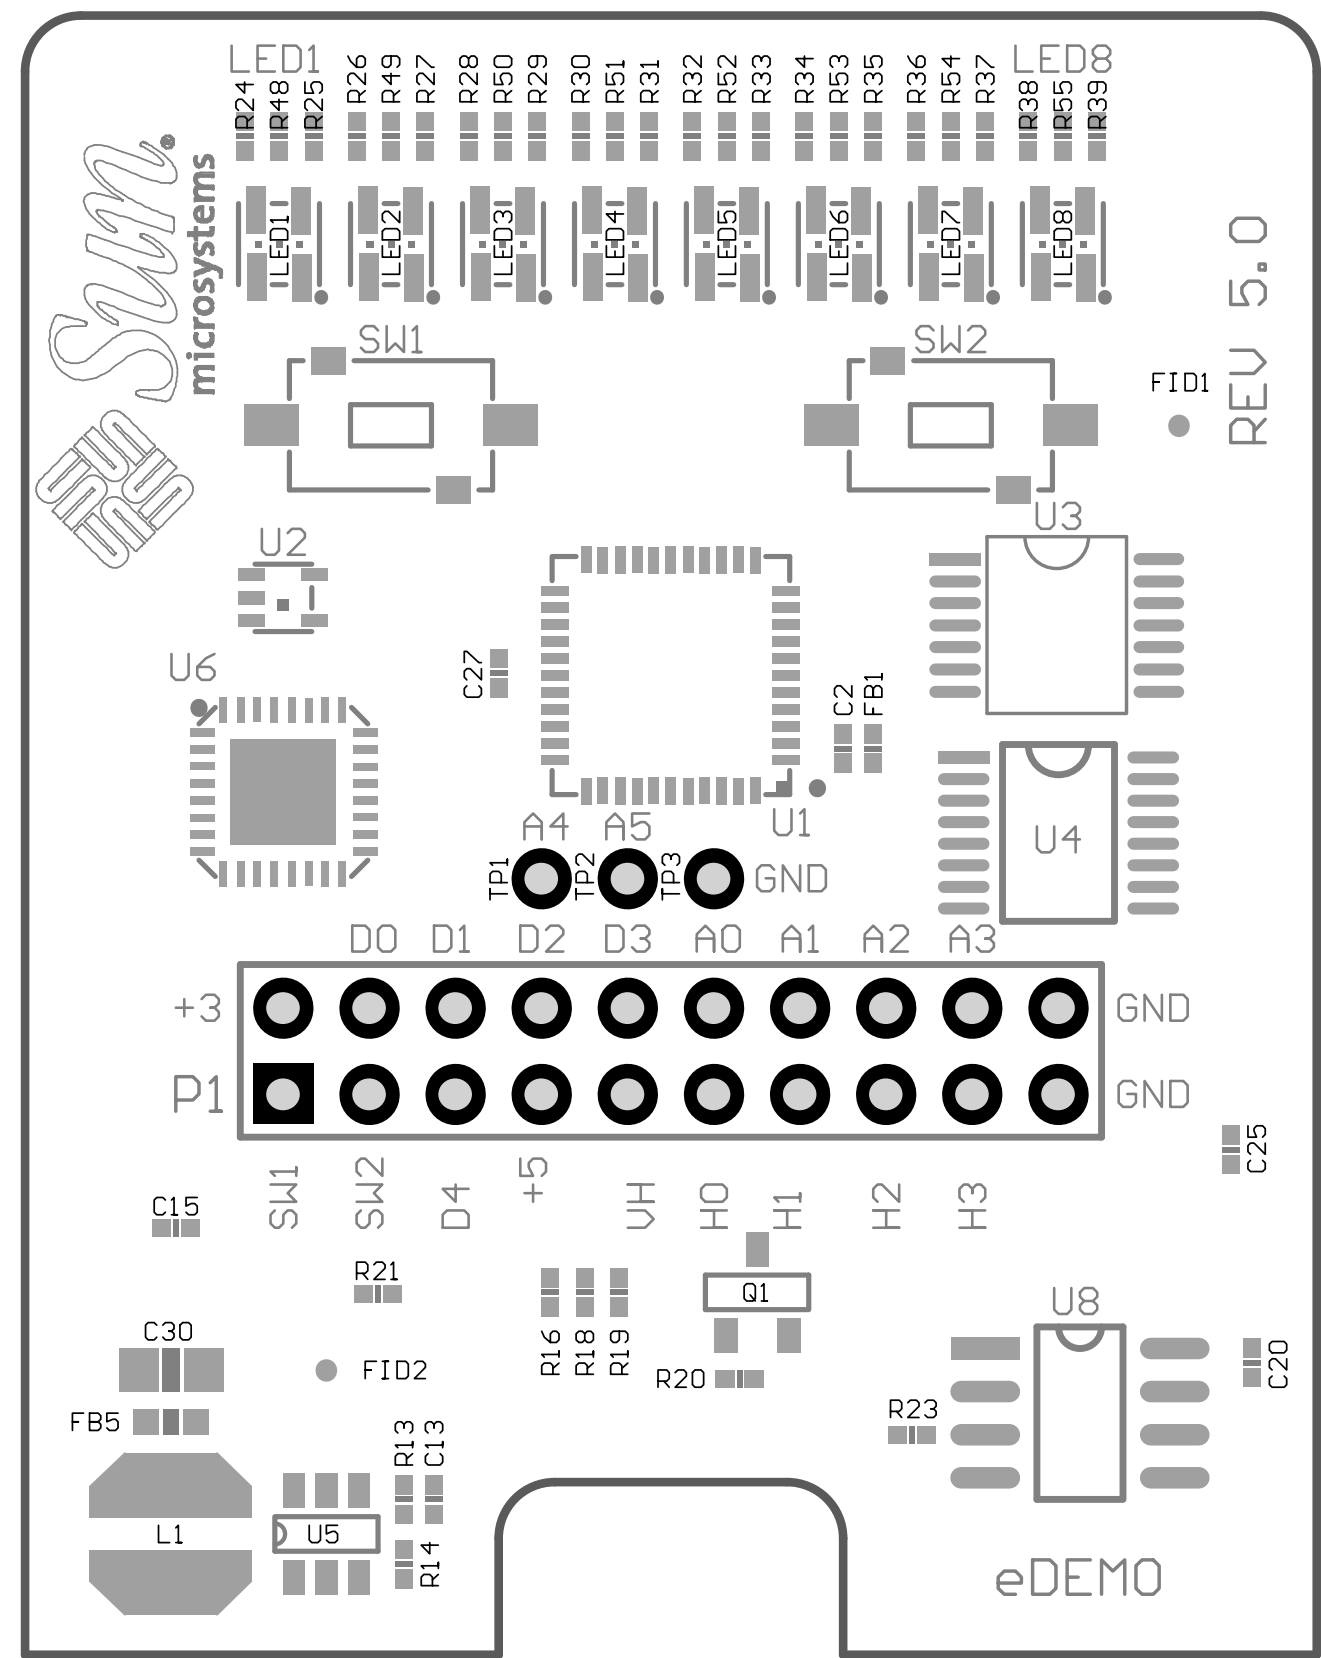 LED1 LED8
R24 R48 R25 R26 R49 R27 R28 R50 R29 R30 R51 R31 R32 R52 R33 R34 R53 R35 R36 R54 R37 R38 R55 R39
Sun®
microsystems
LED1 LED2 LED3 LED4 LED5 LED6 LED7 LED8
REV 5.0
SW1 SW2
FID1
U3
U2
U6
C27
C2 FB1
U1
U4
A4 A5
TP1 TP2 TP3 GND
D0 D1 D2 D3 A0 A1 A2 A3
+3 GND
P1 GND
SW1 SW2 D4 +5 VH H0 H1 H2 H3
C25
C15
R21
Q1
U8
C30
R16 R18 R19
FID2
R20
C20
FB5
R23
R13 C13
L1
U5
R14
eDEMO